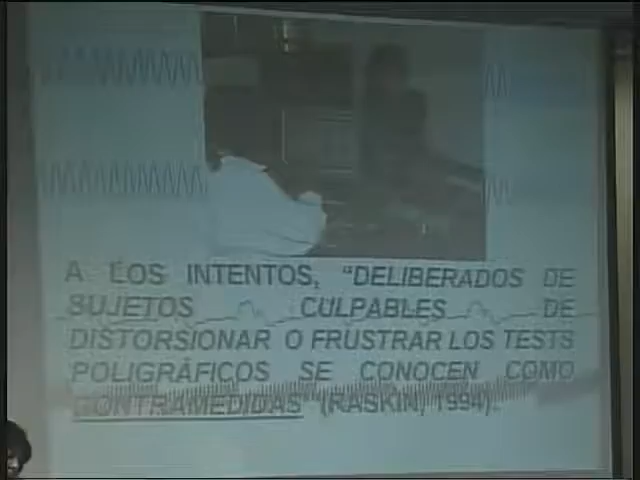 A LOS INTENTOS, “DELIBERADOS DE
SUJETOS CULPABLES DE
DISTORSIONAR O FRUSTRAR LOS TESTS
POLIGRÁFICOS SE CONOCEN COMO
CONTRAMEDIDAS” (RASKIN, 1994).